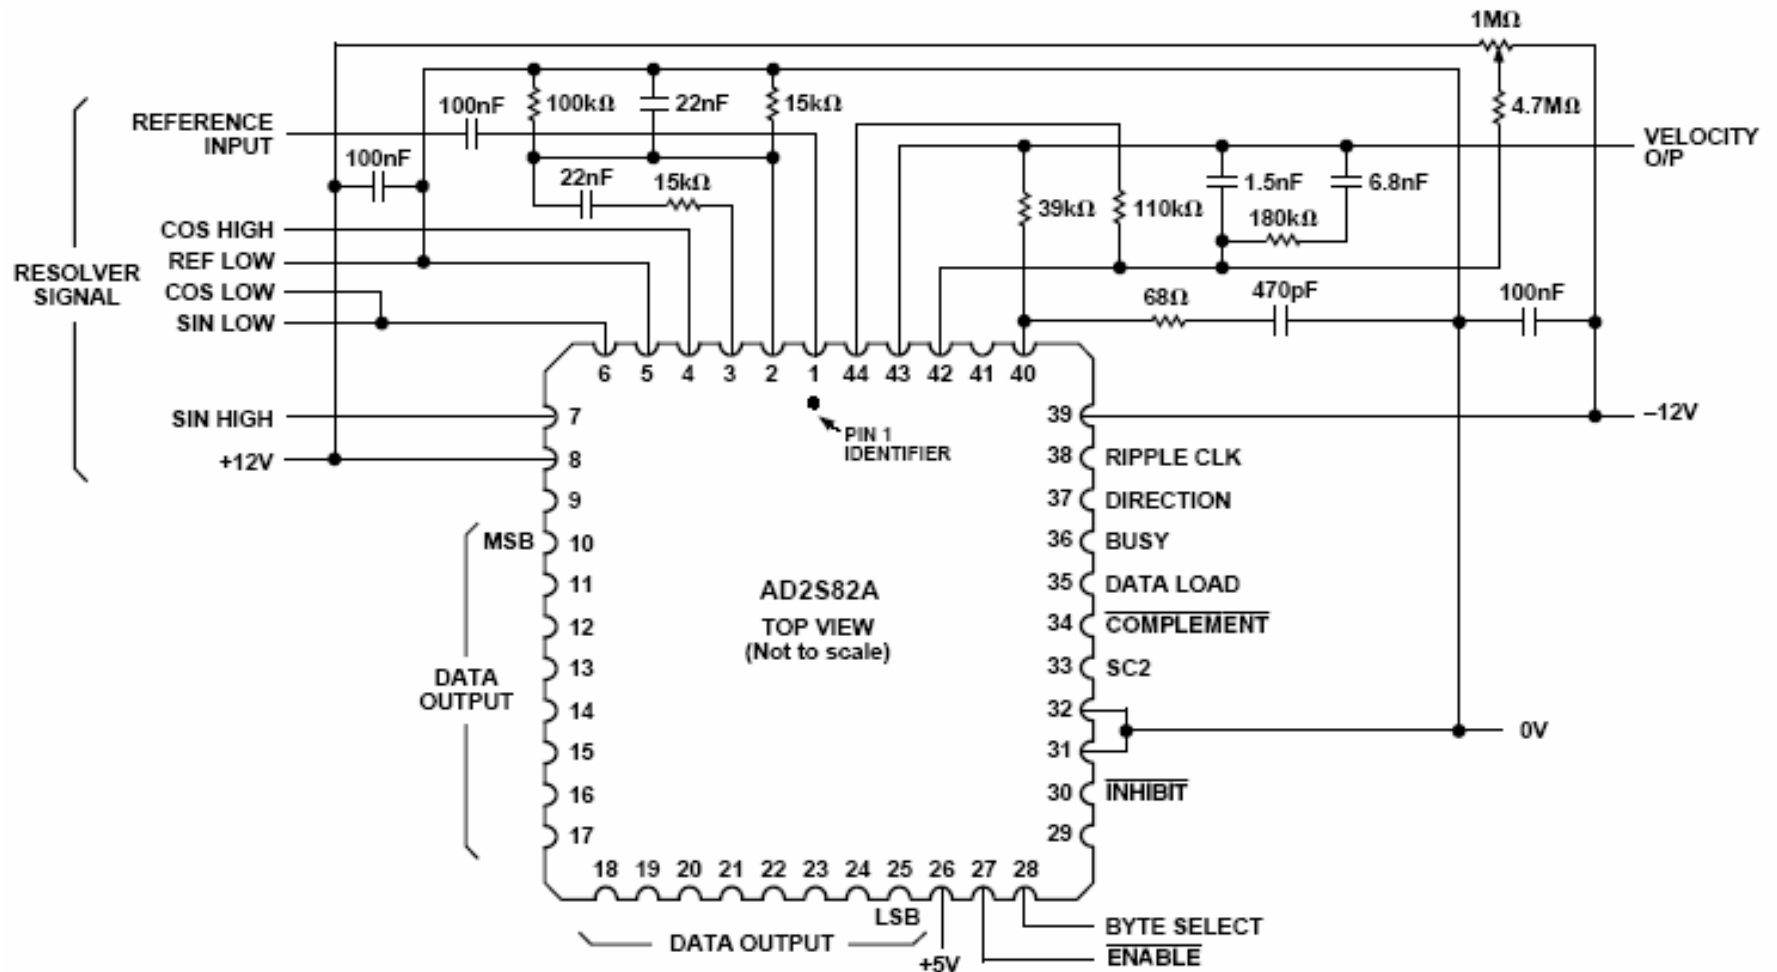 1MΩ
100nF
100kΩ
22nF
15kΩ
4.7MΩ
REFERENCE
INPUT
VELOCITY
O/P
100nF
22nF
15kΩ
39kΩ
110kΩ
1.5nF
6.8nF
180kΩ
COS HIGH
REF LOW
COS LOW
SIN LOW
RESOLVER
SIGNAL
68Ω
470pF
100nF
6 5 4 3 2 1 44 43 42 41 40
SIN HIGH
7
PIN 1
IDENTIFIER
39
–12V
+12V
8
38 RIPPLE CLK
9
37 DIRECTION
MSB 10
36 BUSY
11
35 DATA LOAD
AD2S82A
TOP VIEW
(Not to scale)
12
34 COMPLEMENT
13
33 SC2
DATA
OUTPUT
14
32
15
31
0V
16
30 INHIBIT
17
29
18 19 20 21 22 23 24 25 26 27 28
LSB
DATA OUTPUT
+5V
BYTE SELECT
ENABLE